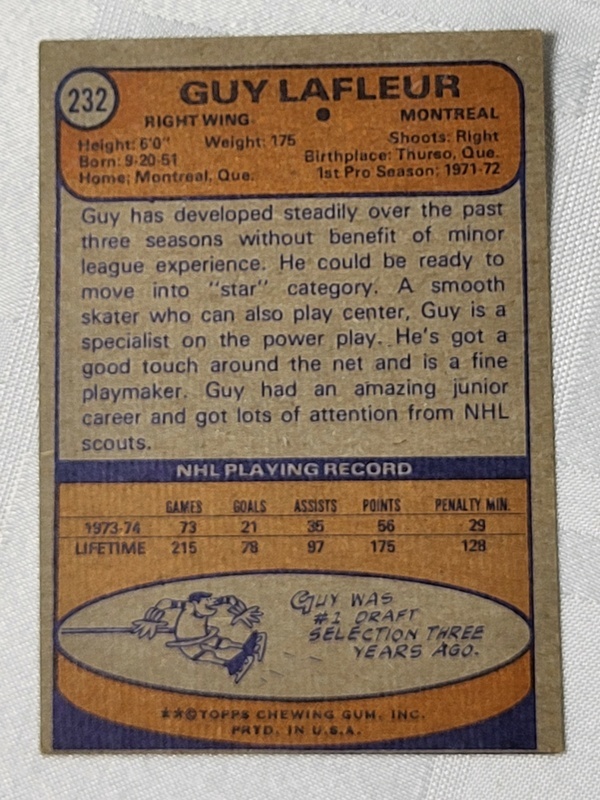 232
GUY LAFLEUR
RIGHT WING ● MONTREAL
Height: 6'0" Weight: 175 Shoots: Right
Born: 9-20-51 Birthplace: Thurso, Que.
Home: Montreal, Que. 1st Pro Season: 1971-72
Guy has developed steadily over the past
three seasons without benefit of minor
league experience. He could be ready to
move into "star" category. A smooth
skater who can also play center, Guy is a
specialist on the power play. He's got a
good touch around the net and is a fine
playmaker. Guy had an amazing junior
career and got lots of attention from NHL
scouts.
NHL PLAYING RECORD
GAMES GOALS ASSISTS POINTS PENALTY MIN.
1973-74 73 21 35 56 29
LIFETIME 215 78 97 175 128
GUY WAS
#1 DRAFT
SELECTION THREE
YEARS AGO.
★★©TOPPS CHEWING GUM, INC.
PRTD. IN U.S.A.